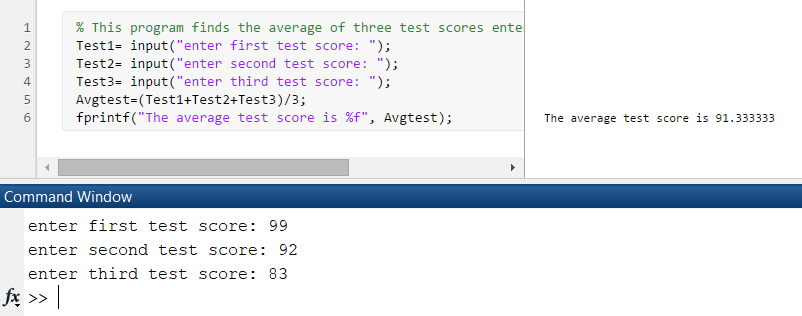 1 % This program finds the average of three test scores ente
2 Test1= input("enter first test score: ");
3 Test2= input("enter second test score: ");
4 Test3= input("enter third test score: ");
5 Avgtest=(Test1+Test2+Test3)/3;
6 fprintf("The average test score is %f", Avgtest);
The average test score is 91.333333
Command Window
enter first test score: 99
enter second test score: 92
enter third test score: 83
fx >>